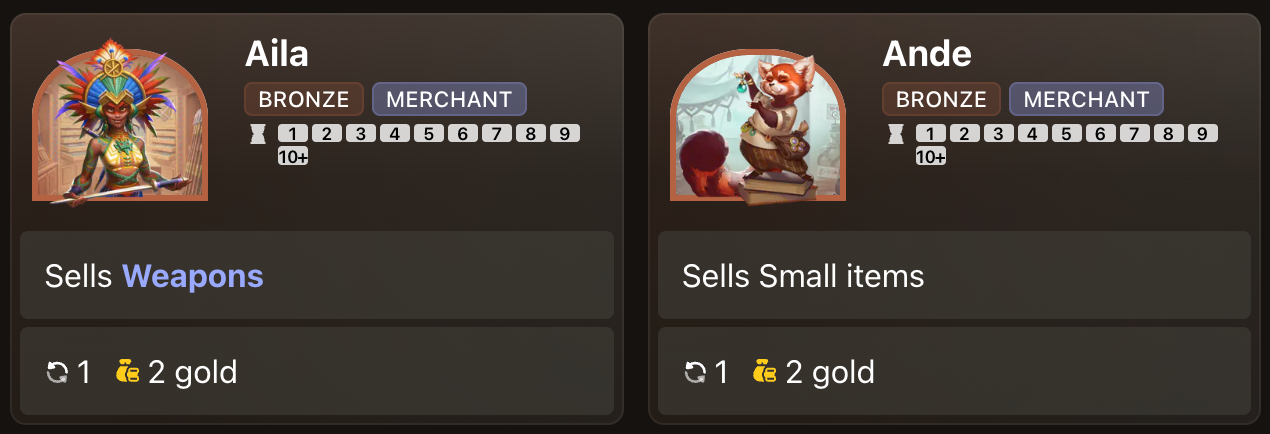 Aila
BRONZE MERCHANT
1 2 3 4 5 6 7 8 9
10+
Sells Weapons
1 2 gold
Ande
BRONZE MERCHANT
1 2 3 4 5 6 7 8 9
10+
Sells Small items
1 2 gold